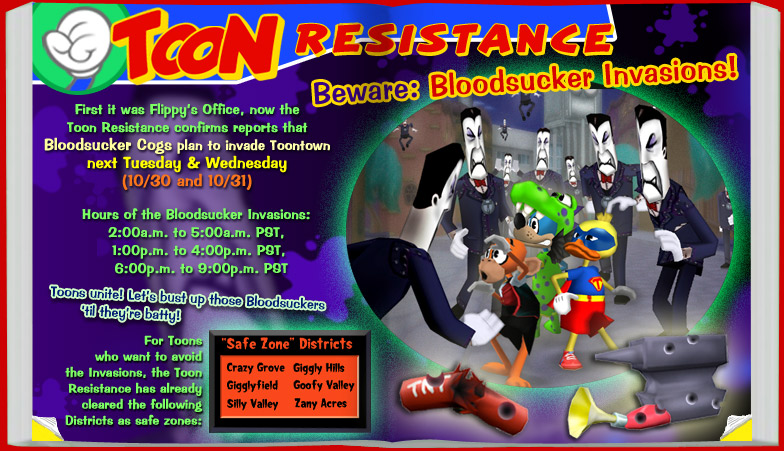 TOON RESISTANCE
Beware: Bloodsucker Invasions!
First it was Flippy's Office, now the
Toon Resistance confirms reports that
Bloodsucker Cogs plan to invade Toontown
next Tuesday & Wednesday
(10/30 and 10/31)
Hours of the Bloodsucker Invasions:
2:00a.m. to 5:00a.m. PST,
1:00p.m. to 4:00p.m. PST,
6:00p.m. to 9:00p.m. PST
Toons unite! Let's bust up those Bloodsuckers
'til they're batty!
For Toons
who want to avoid
the Invasions, the Toon
Resistance has already
cleared the following
Districts as safe zones:
"Safe Zone" Districts
Crazy Grove Giggly Hills
Gigglyfield Goofy Valley
Silly Valley Zany Acres
TNT